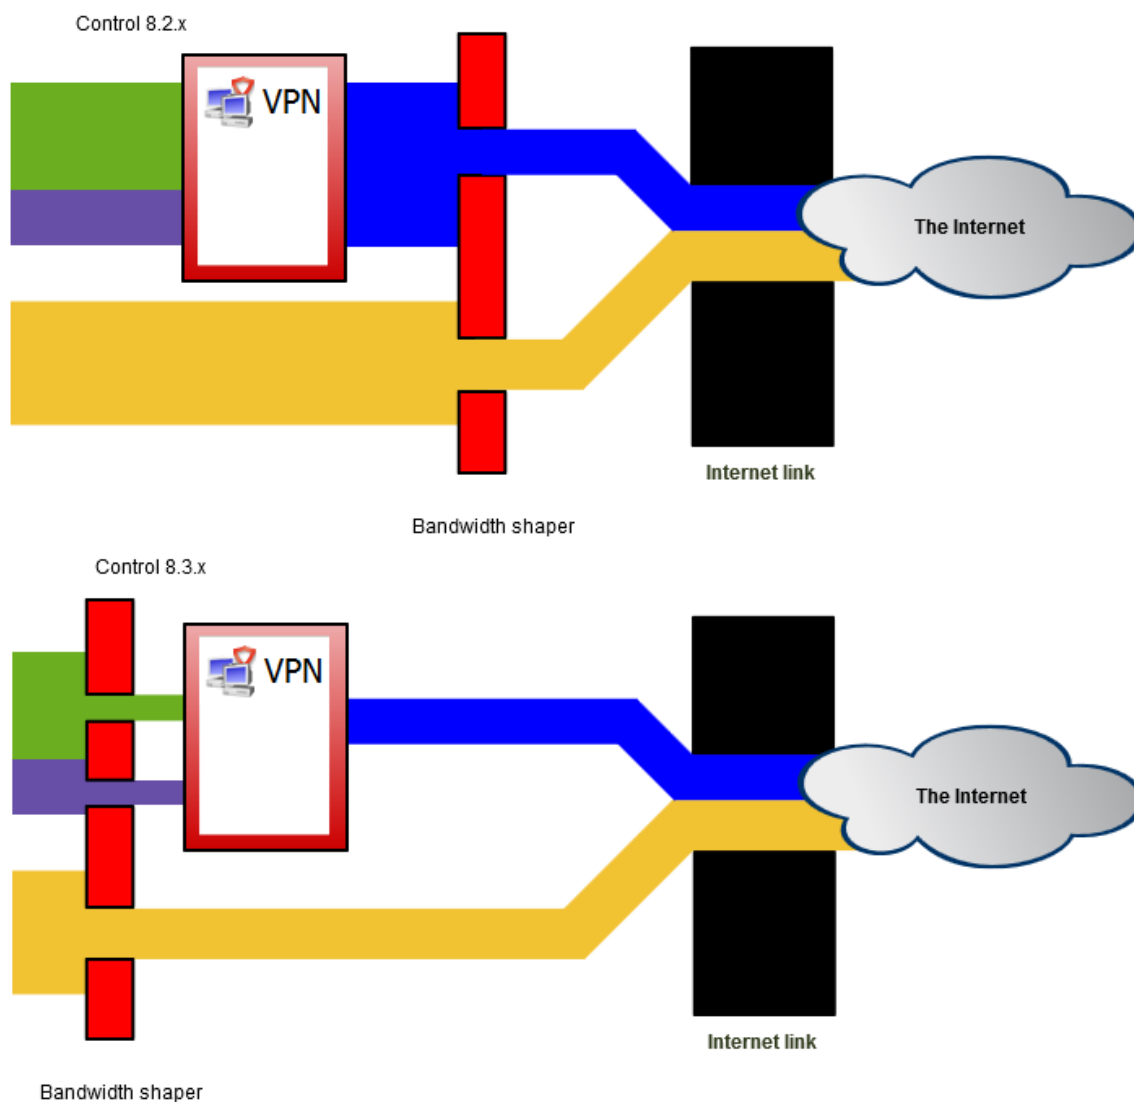 Control 8.2.x
VPN
The Internet
Internet link
Bandwidth shaper
Control 8.3.x
VPN
The Internet
Internet link
Bandwidth shaper